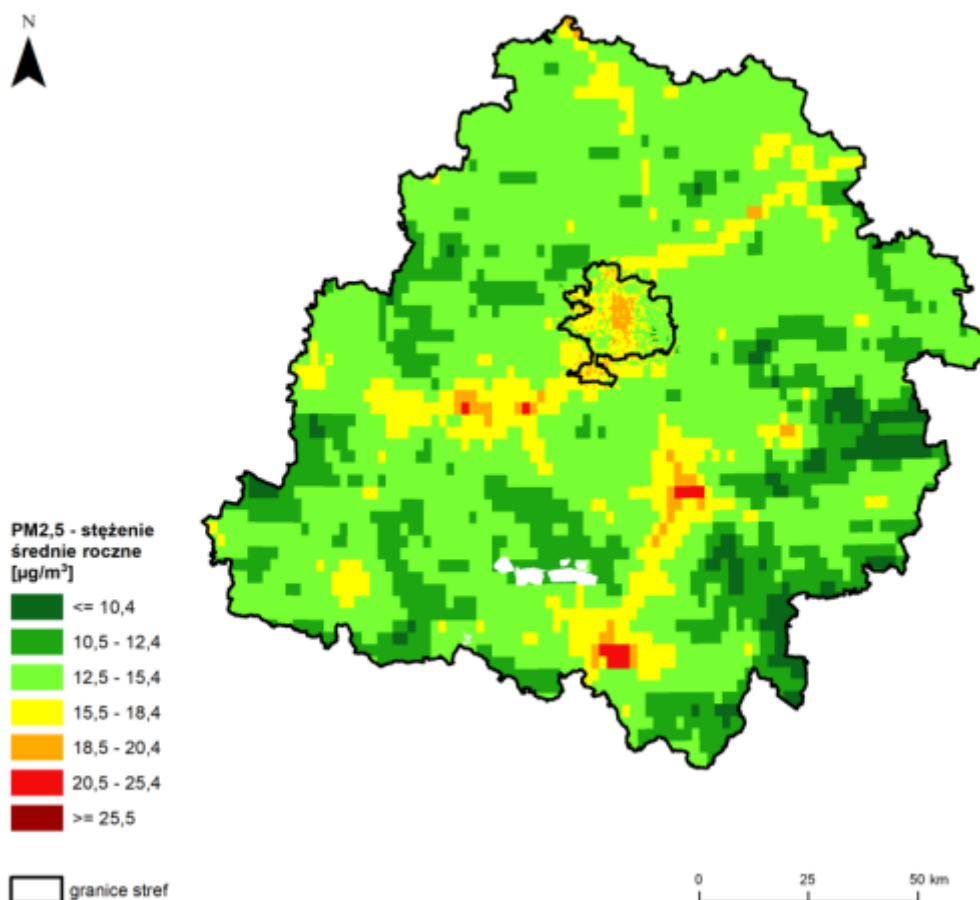 N
PM2,5 - stężenie
średnie roczne
[µg/m³]
<= 10,4
10,5 - 12,4
12,5 - 15,4
15,5 - 18,4
18,5 - 20,4
20,5 - 25,4
>= 25,5
granice stref
0 25 50 km